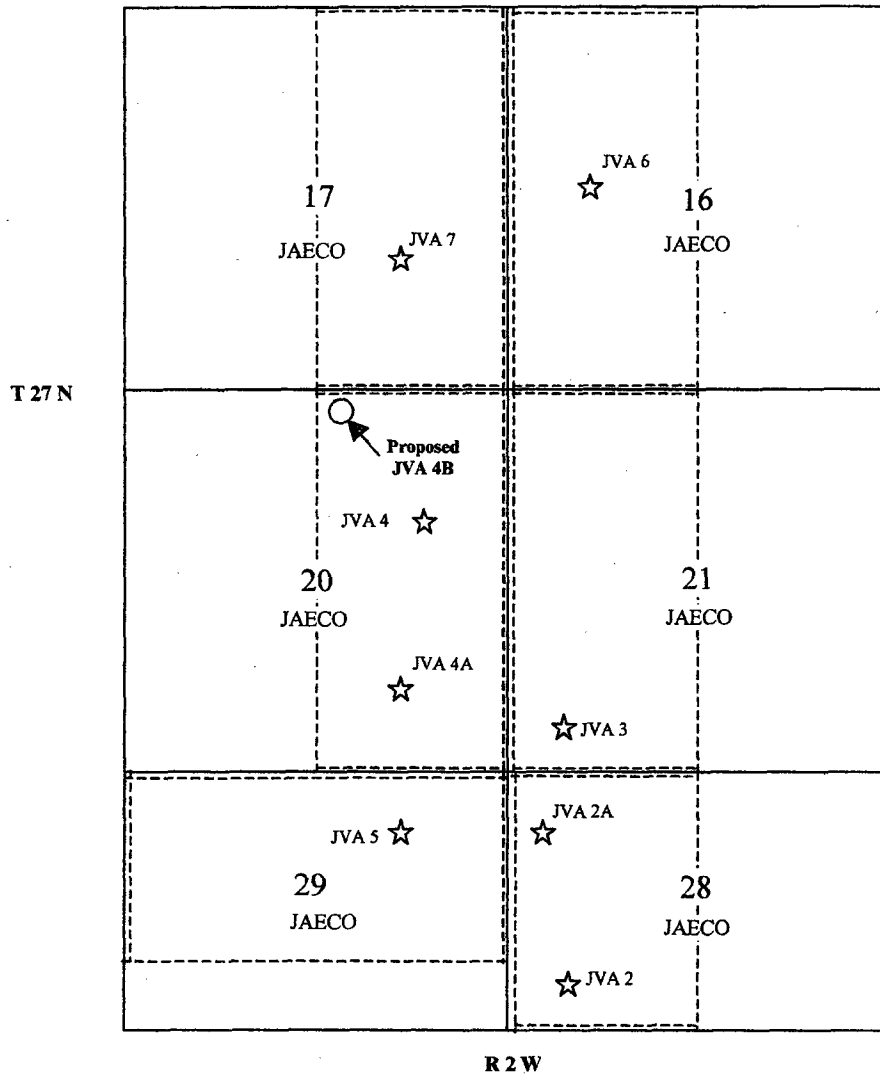 JVA 6
17
16
JAECO
JVA 7
JAECO
T 27 N
Proposed
JVA 4B
JVA 4
20
21
JAECO
JAECO
JVA 4A
JVA 3
JVA 2A
JVA 5
29
28
JAECO
JAECO
JVA 2
R 2 W